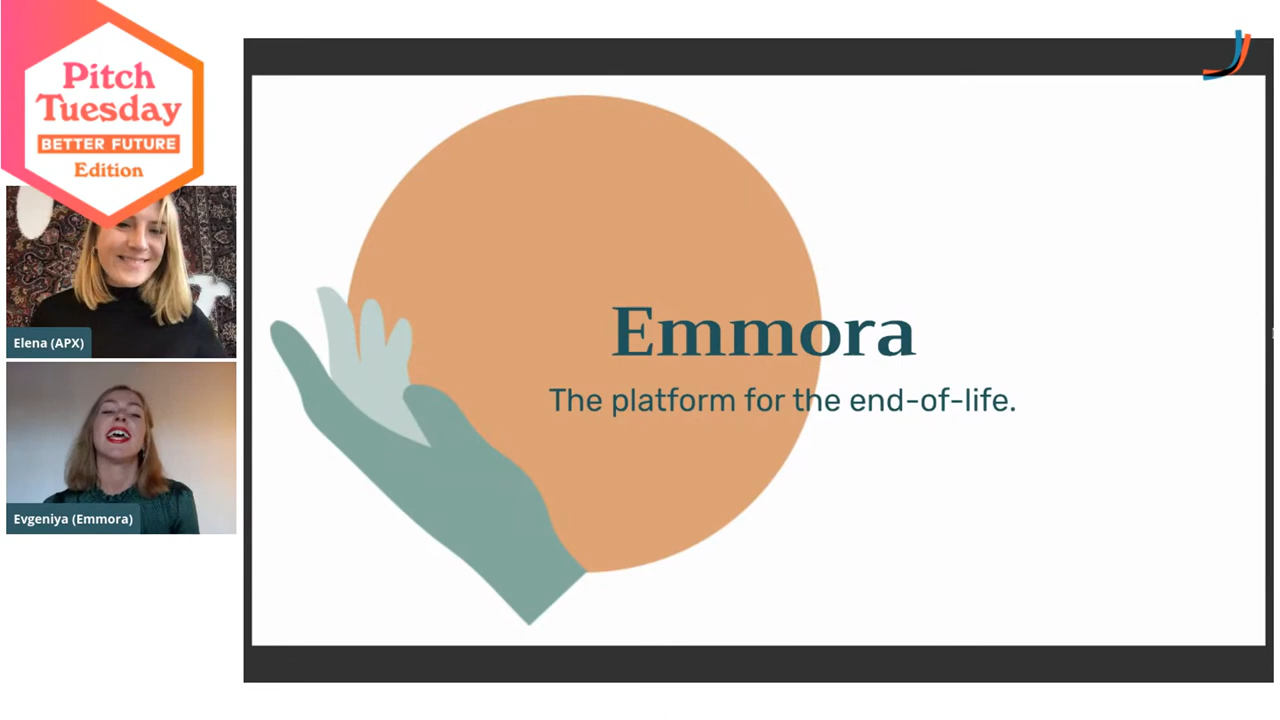 Pitch
Tuesday
BETTER FUTURE
Edition
Elena (APX)
Evgeniya (Emmora)
Emmora
The platform for the end-of-life.